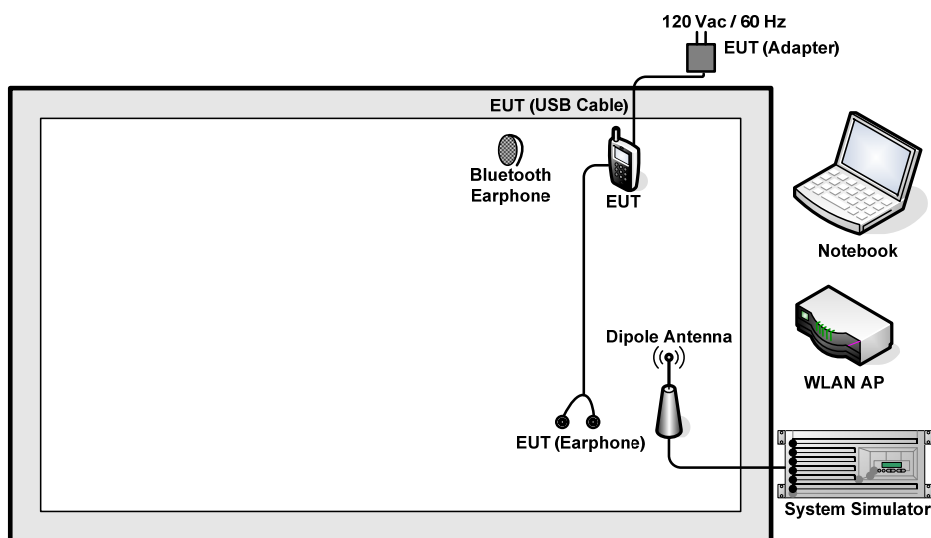 120 Vac / 60 Hz
EUT (Adapter)
EUT (USB Cable)
Bluetooth
Earphone
EUT
Notebook
Dipole Antenna
WLAN AP
EUT (Earphone)
System Simulator